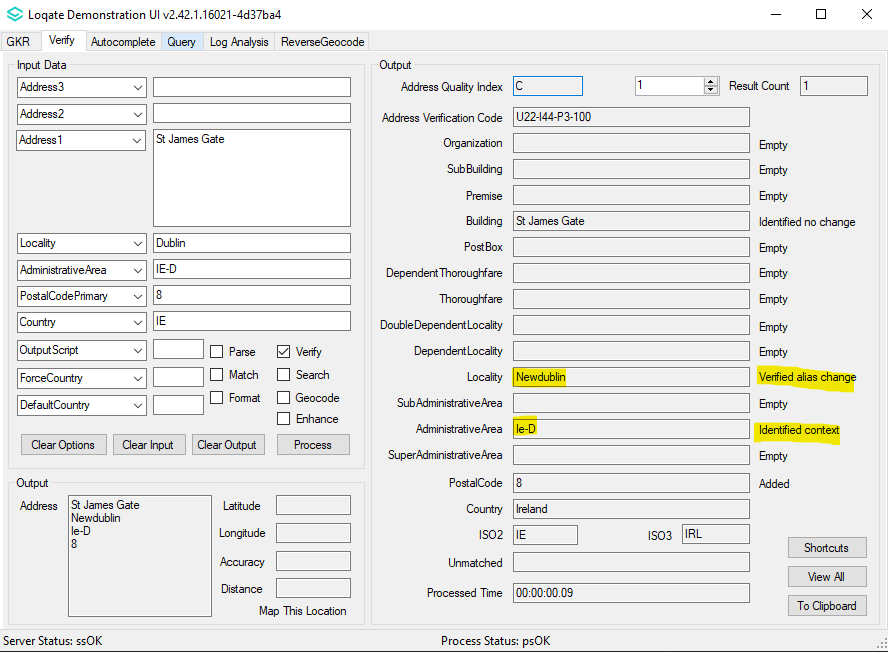 Loqate Demonstration UI v2.42.1.16021-4d37ba4
GKR Verify Autocomplete Query Log Analysis ReverseGeocode
Input Data
Address3
Address2
Address1 St James Gate
Locality Dublin
AdministrativeArea IE-D
PostalCodePrimary 8
Country IE
OutputScript Parse Verify
ForceCountry Match Search
DefaultCountry Format Geocode
Enhance
Clear Options Clear Input Clear Output Process
Output
Address St James Gate
Newdublin
Ie-D
8
Latitude
Longitude
Accuracy
Distance
Map This Location
Output
Address Quality Index C 1 Result Count 1
Address Verification Code U22-I44-P3-100
Organization Empty
SubBuilding Empty
Premise Empty
Building St James Gate Identified no change
PostBox Empty
DependentThoroughfare Empty
Thoroughfare Empty
DoubleDependentLocality Empty
DependentLocality Empty
Locality Newdublin Verified alias change
SubAdministrativeArea Empty
AdministrativeArea Ie-D Identified context
SuperAdministrativeArea Empty
PostalCode 8 Added
Country Ireland
ISO2 IE ISO3 IRL
Unmatched
Processed Time 00:00:00.09
Shortcuts
View All
To Clipboard
Server Status: ssOK Process Status: psOK